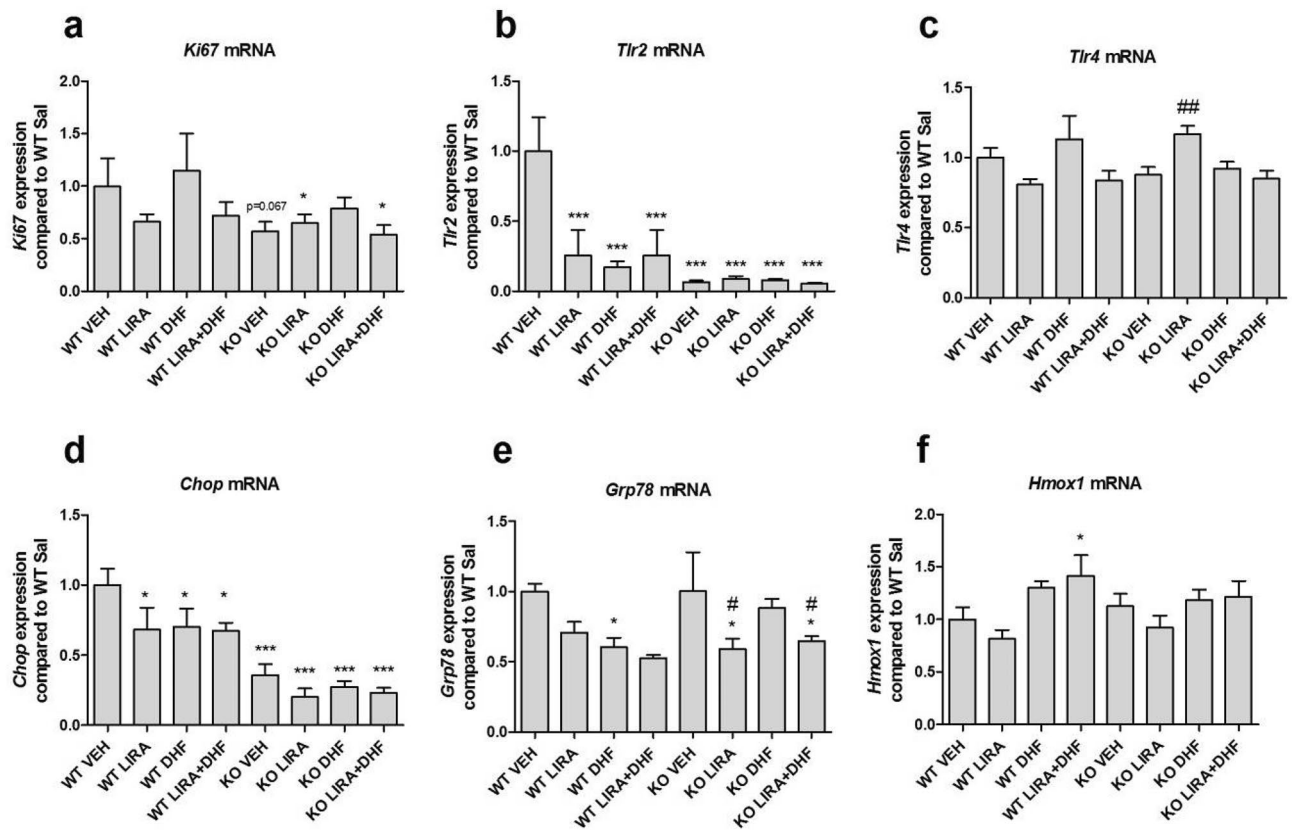 a
Ki67 mRNA
Ki67 expression
compared to WT Sal
2.0
1.5
1.0
0.5
0.0
p=0.067
*
*
WT VEH
WT LIRA
WT DHF
WT LIRA+DHF
KO VEH
KO LIRA
KO DHF
KO LIRA+DHF
b
Tlr2 mRNA
Tlr2 expression
compared to WT Sal
1.5
1.0
0.5
0.0
***
***
***
***
***
***
***
WT VEH
WT LIRA
WT DHF
WT LIRA+DHF
KO VEH
KO LIRA
KO DHF
KO LIRA+DHF
c
Tlr4 mRNA
Tlr4 expression
compared to WT Sal
1.5
1.0
0.5
0.0
##
WT VEH
WT LIRA
WT DHF
WT LIRA+DHF
KO VEH
KO LIRA
KO DHF
KO LIRA+DHF
d
Chop mRNA
Chop expression
compared to WT Sal
1.5
1.0
0.5
0.0
*
*
*
***
***
***
***
WT VEH
WT LIRA
WT DHF
WT LIRA+DHF
KO VEH
KO LIRA
KO DHF
KO LIRA+DHF
e
Grp78 mRNA
Grp78 expression
compared to WT Sal
1.5
1.0
0.5
0.0
*
#
*
#
*
WT VEH
WT LIRA
WT DHF
WT LIRA+DHF
KO VEH
KO LIRA
KO DHF
KO LIRA+DHF
f
Hmox1 mRNA
Hmox1 expression
compared to WT Sal
2.0
1.5
1.0
0.5
0.0
*
WT VEH
WT LIRA
WT DHF
WT LIRA+DHF
KO VEH
KO LIRA
KO DHF
KO LIRA+DHF